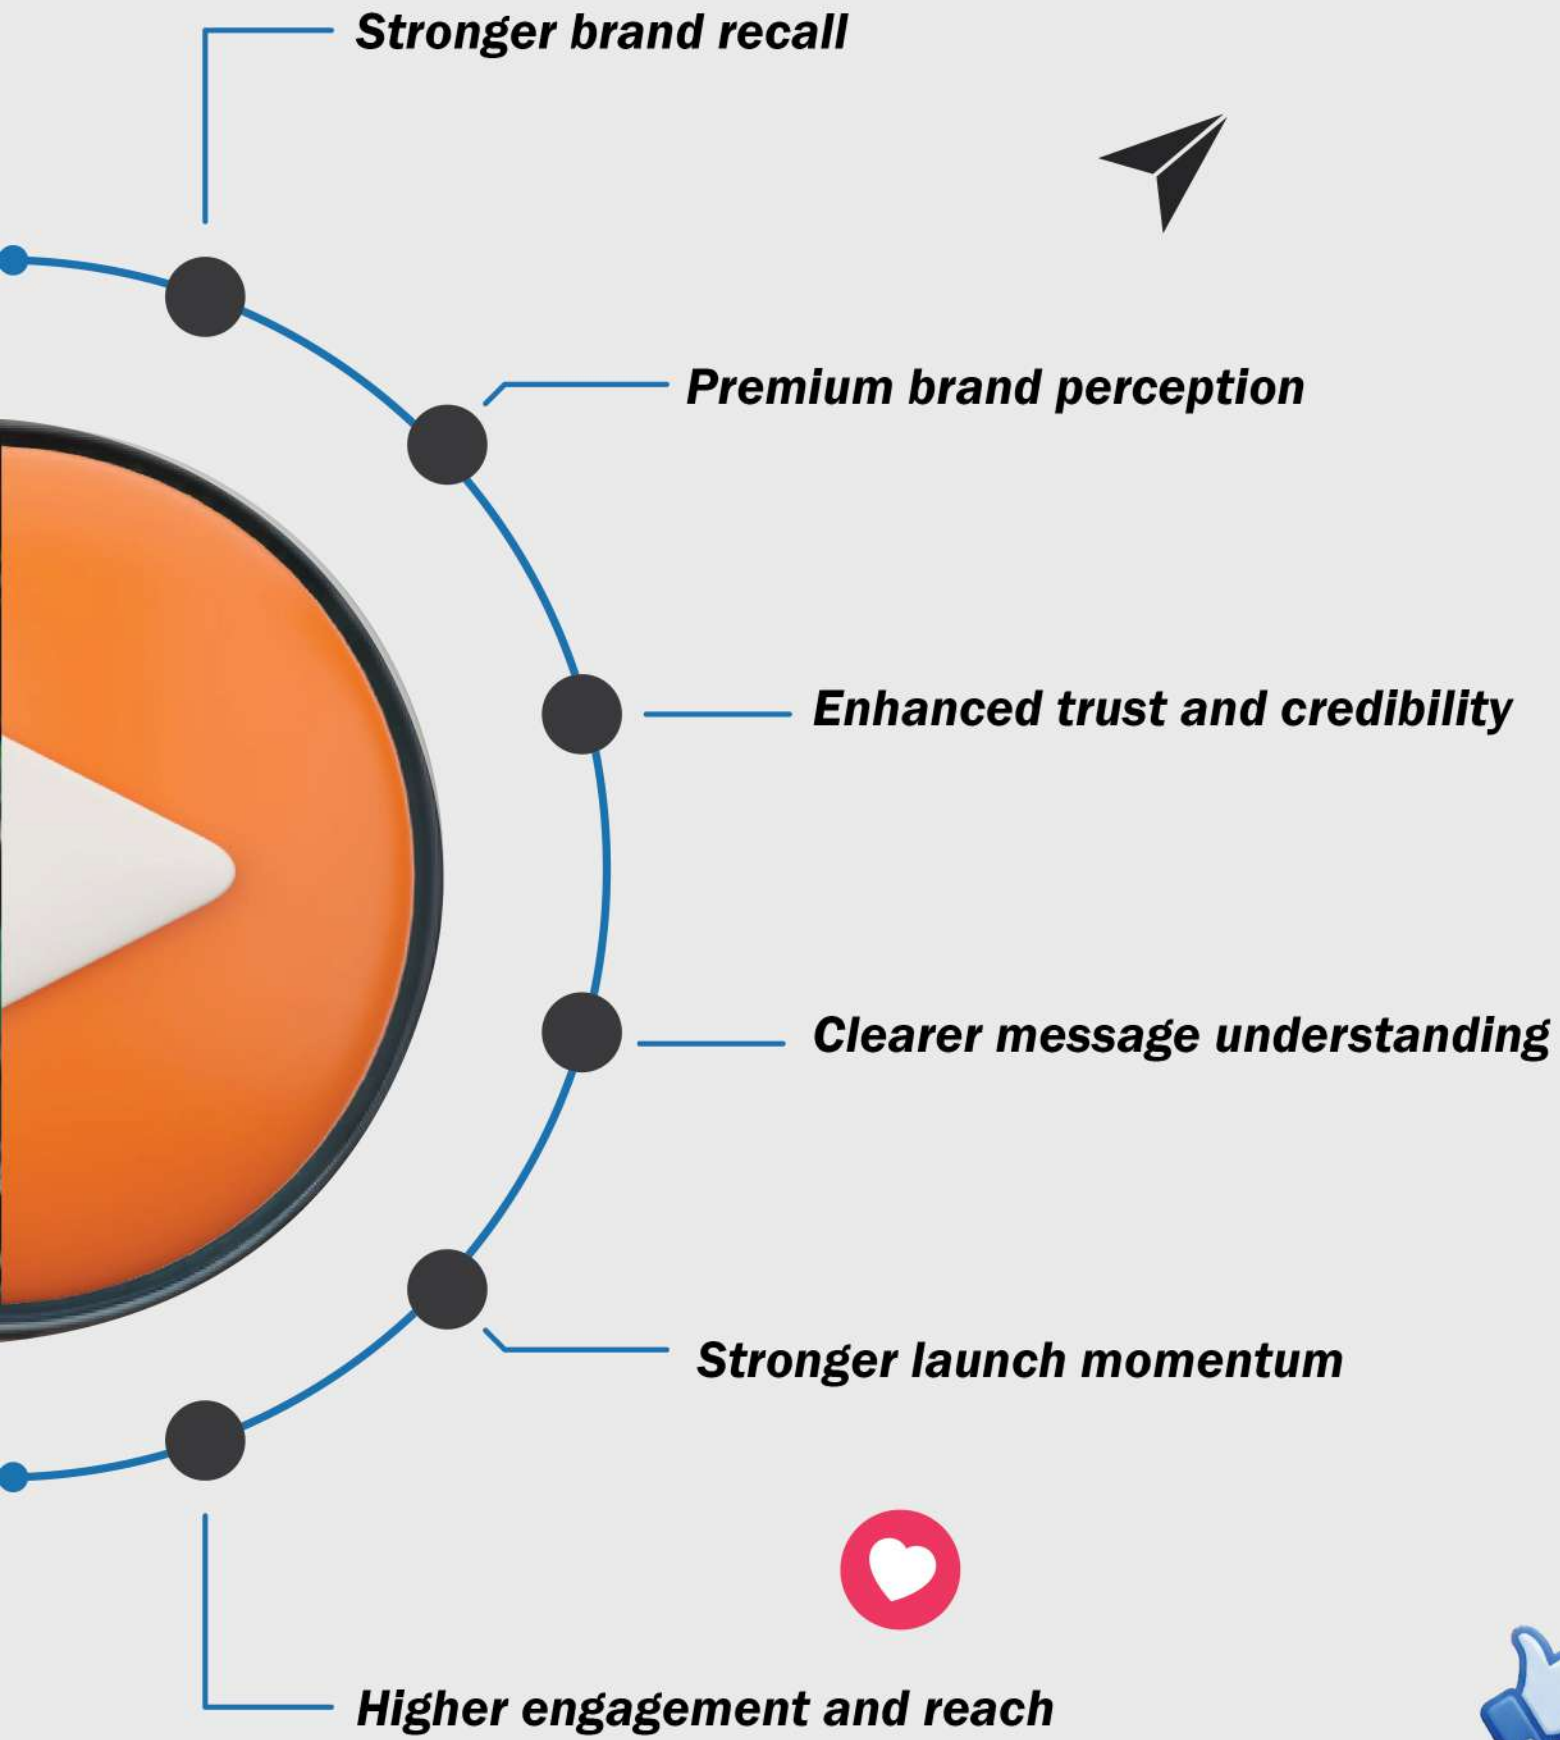 Stronger brand recall
Premium brand perception
Enhanced trust and credibility
Clearer message understanding
Stronger launch momentum
Higher engagement and reach